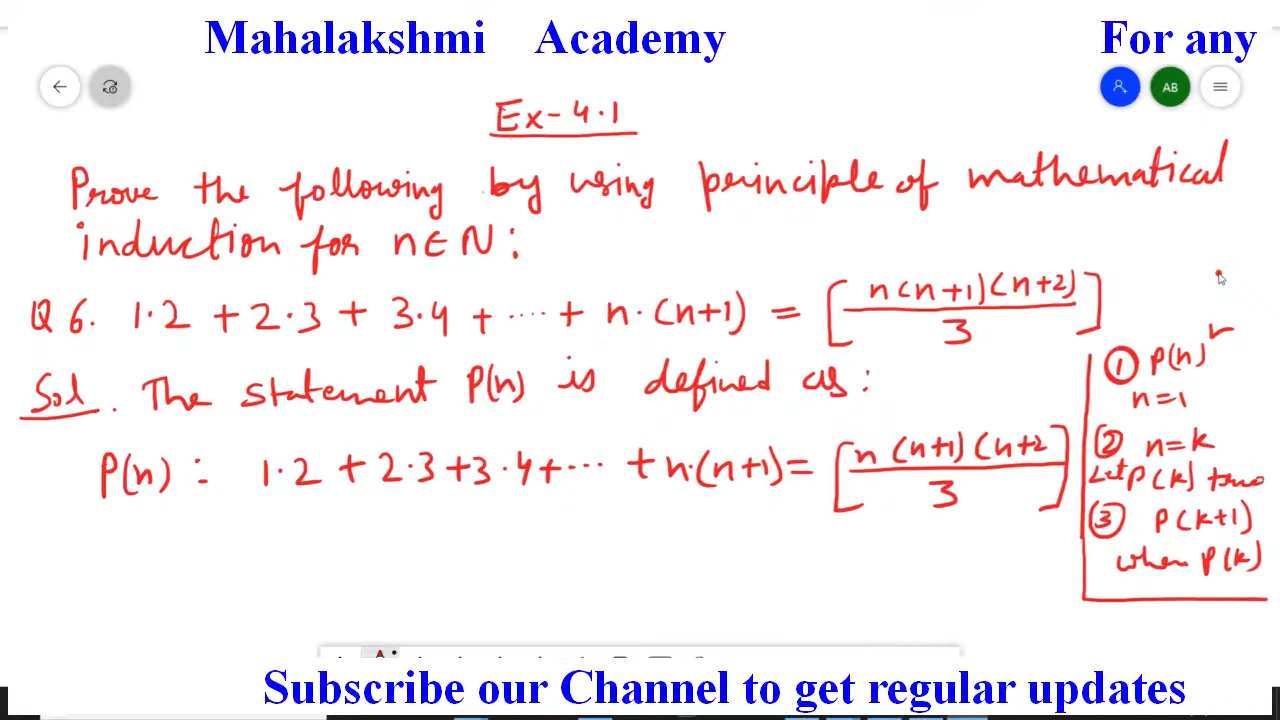 Mahalakshmi Academy For any
AB
Ex-4.1
Prove the following by using principle of mathematical
induction for n∈N:
Q 6. 1·2 + 2·3 + 3·4 + ···· + n·(n+1) = [n(n+1)(n+2)/3]
Sol. The statement P(n) is defined as:
P(n) : 1·2 + 2·3 + 3·4 + ··· + n·(n+1) = [n(n+1)(n+2/3]
① P(n)
n=1
② n=k
Let P(k) true
③ P(k+1)
when P(k)
Subscribe our Channel to get regular updates